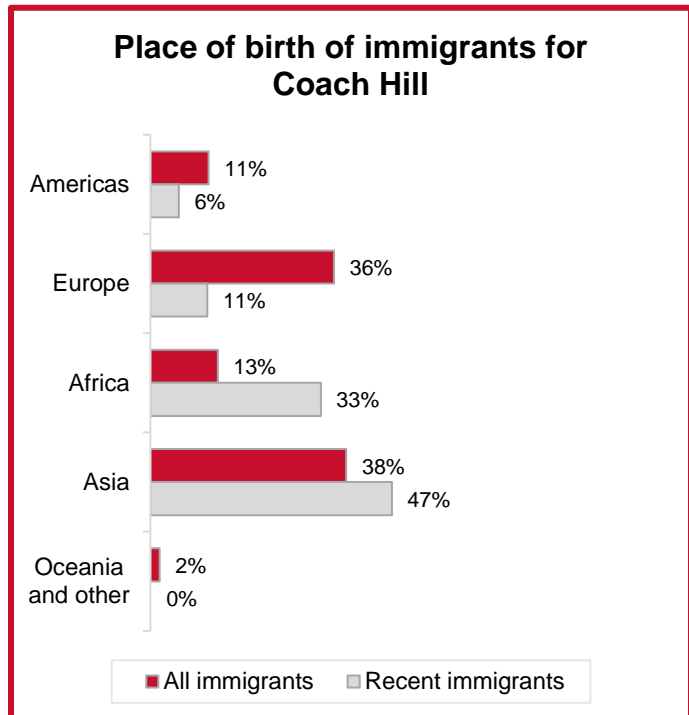 Place of birth of immigrants for
Coach Hill
Americas
11%
6%
Europe
36%
11%
Africa
13%
33%
Asia
38%
47%
Oceania
and other
2%
0%
All immigrants
Recent immigrants